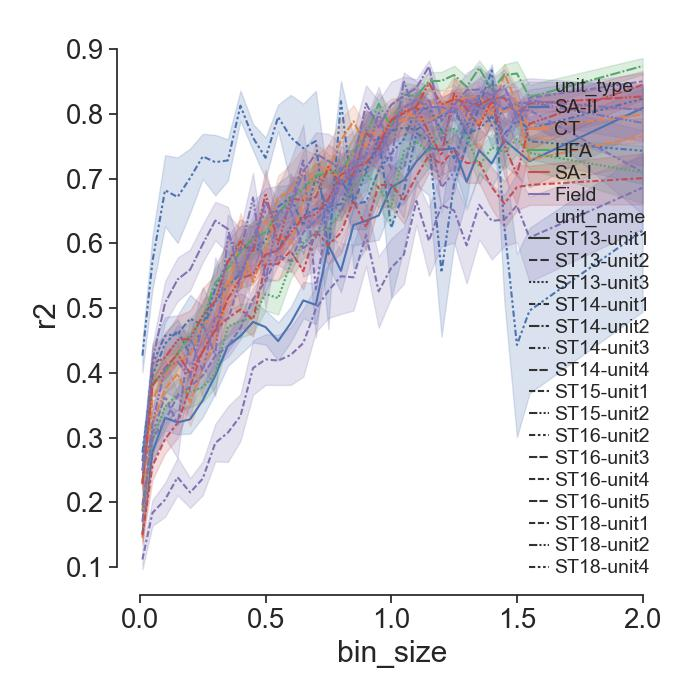 0.9
0.8
0.7
0.6
0.5
0.4
0.3
0.2
0.1
r2
0.0 0.5 1.0 1.5 2.0
bin_size
unit_type
SA-II
CT
HFA
SA-I
Field
unit_name
ST13-unit1
ST13-unit2
ST13-unit3
ST14-unit1
ST14-unit2
ST14-unit3
ST14-unit4
ST15-unit1
ST15-unit2
ST16-unit2
ST16-unit3
ST16-unit4
ST16-unit5
ST18-unit1
ST18-unit2
ST18-unit4